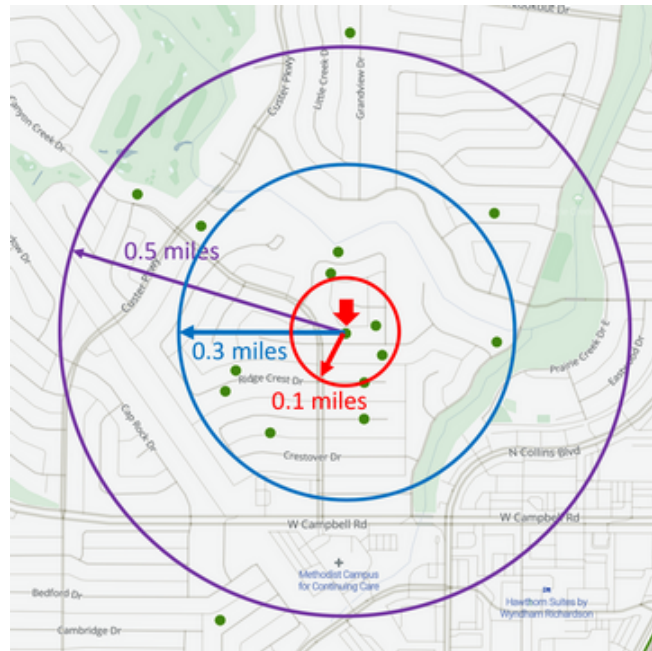 Lookout Dr
Custer Pkwy
Little Creek D
Grandview Dr
Canyon Creek Dr
0.5 miles
Custer Pkwy
0.3 miles
Ridge Crest Dr
0.1 miles
Prairie Creek Dr E
Eastwood Dr
Cap Rock Dr
Crestover Dr
N Collins Blvd
W Campbell Rd
W Campbell Rd
Methodist Campus
for Continuing Care
Bedford Dr
Hawthorn Suites by
Wyndham Richardson
Cambridge Dr